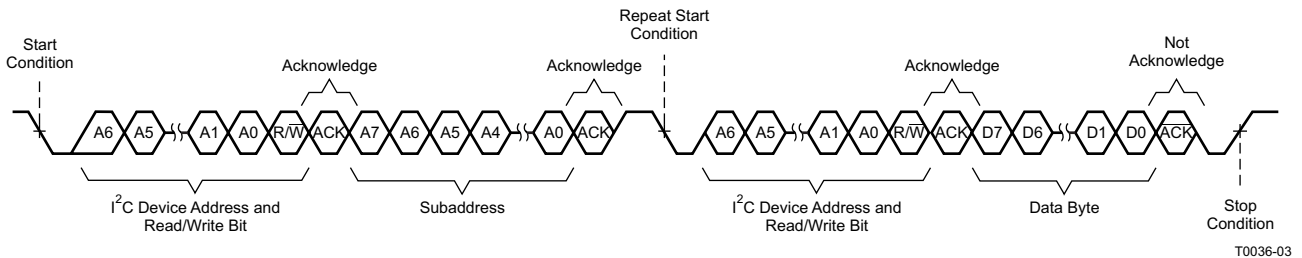 Start
Condition
Acknowledge
Acknowledge
Repeat Start
Condition
Acknowledge
Not
Acknowledge
A6 A5 A1 A0 R/W̅ ACK A7 A6 A5 A4 A0 ACK A6 A5 A1 A0 R/W̅ ACK D7 D6 D1 D0 A̅C̅K̅
I²C Device Address and
Read/Write Bit
Subaddress
I²C Device Address and
Read/Write Bit
Data Byte
Stop
Condition
T0036-03